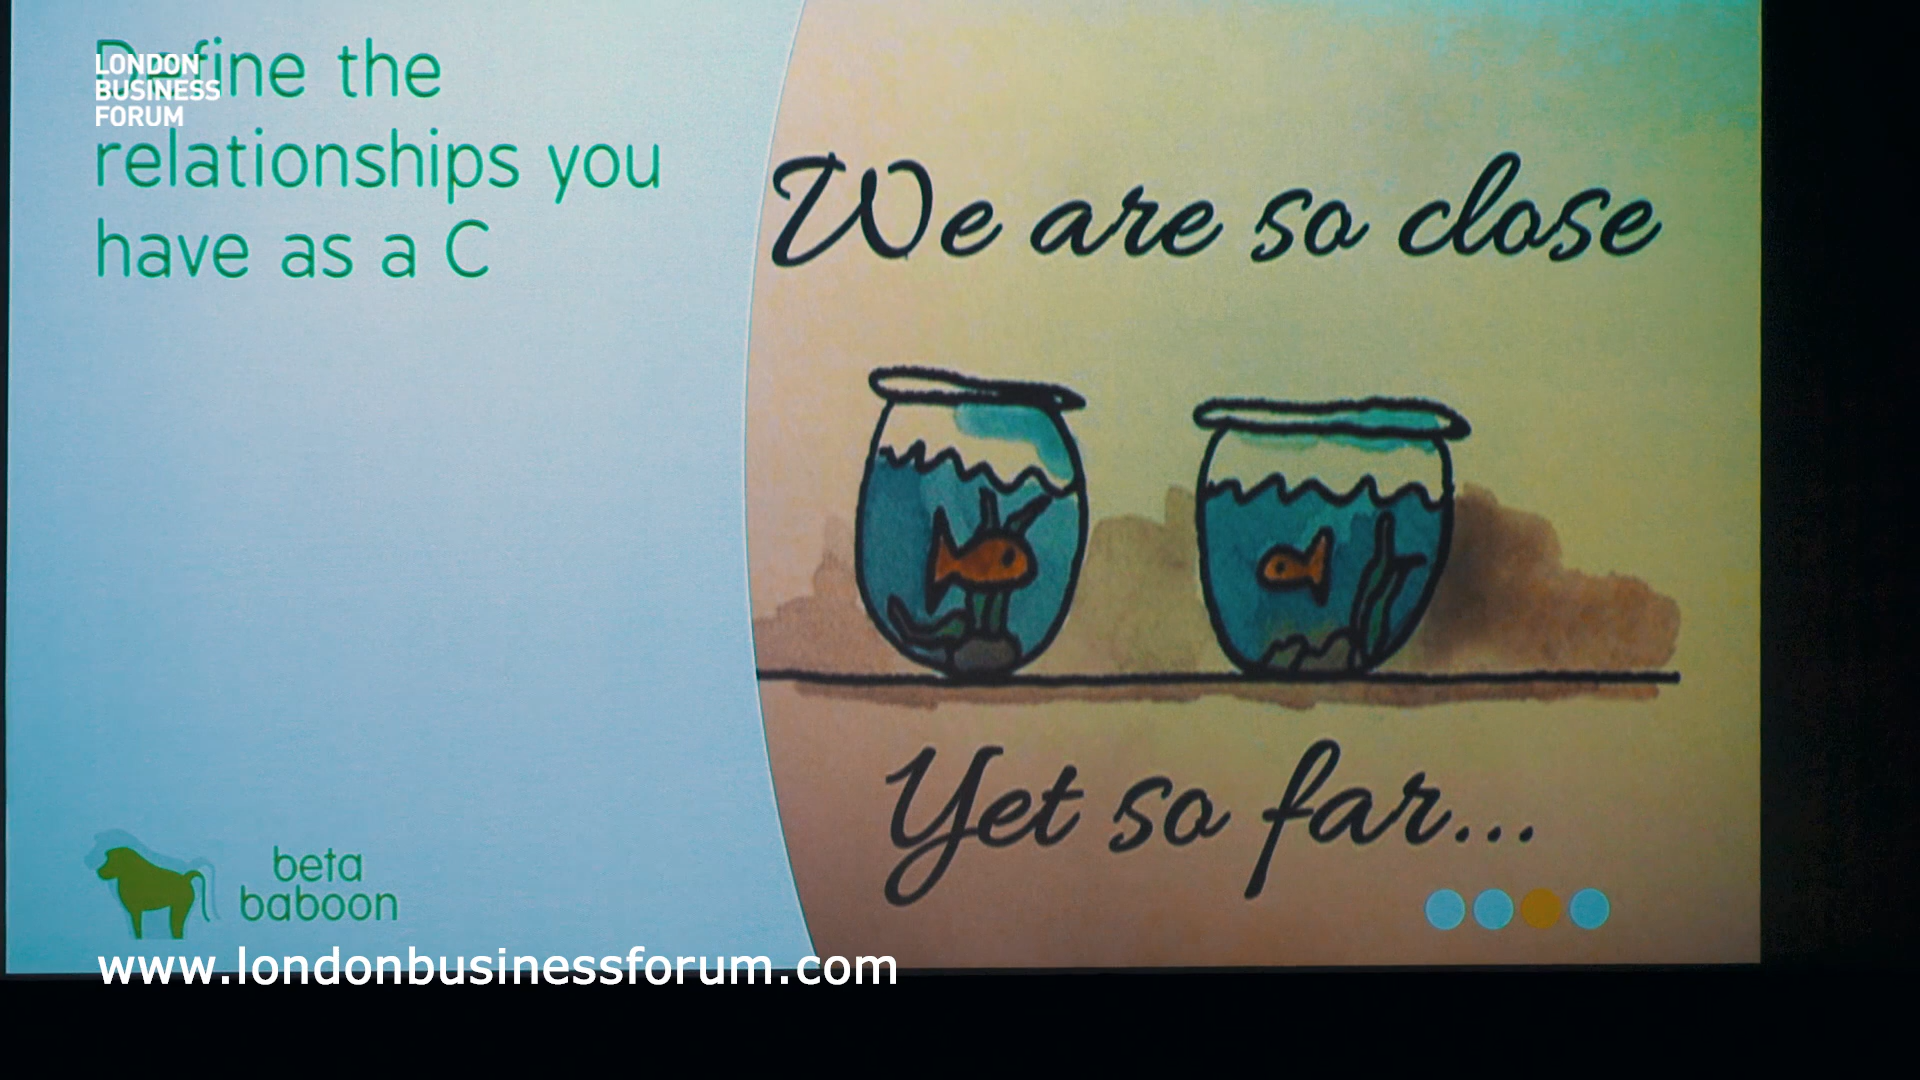 Define the
relationships you
have as a C
LONDON
BUSINESS
FORUM
We are so close
Yet so far...
beta
baboon
www.londonbusinessforum.com